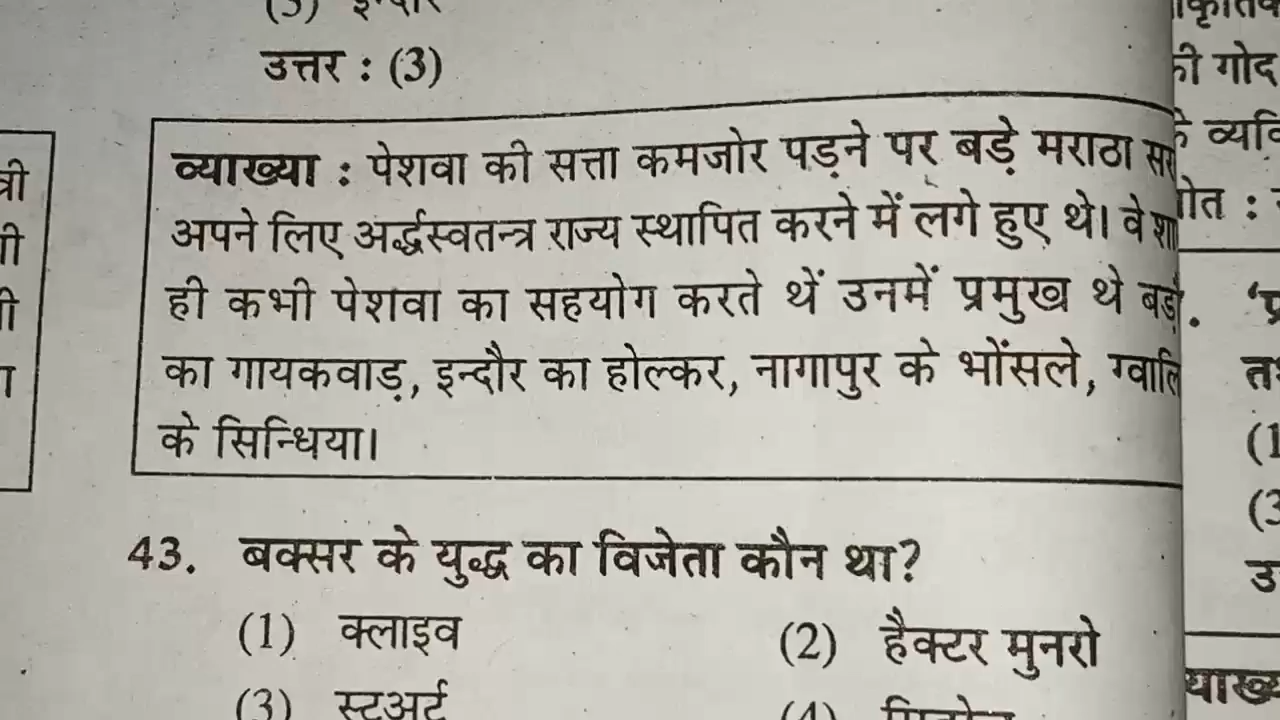 उत्तर : (3)
व्याख्या : पेशवा की सत्ता कमजोर पड़ने पर बड़े मराठा
अपने लिए अर्द्धस्वतन्त्र राज्य स्थापित करने में लगे हुए थे। वे
ही कभी पेशवा का सहयोग करते थें उनमें प्रमुख थे
का गायकवाड़, इन्दौर का होल्कर, नागापुर के भोंसले,
के सिन्धिया।
43. बक्सर के युद्ध का विजेता कौन था?
(1) क्लाइव (2) हैक्टर मुनरो
(3) स्टुअर्ट (4)
की गोद